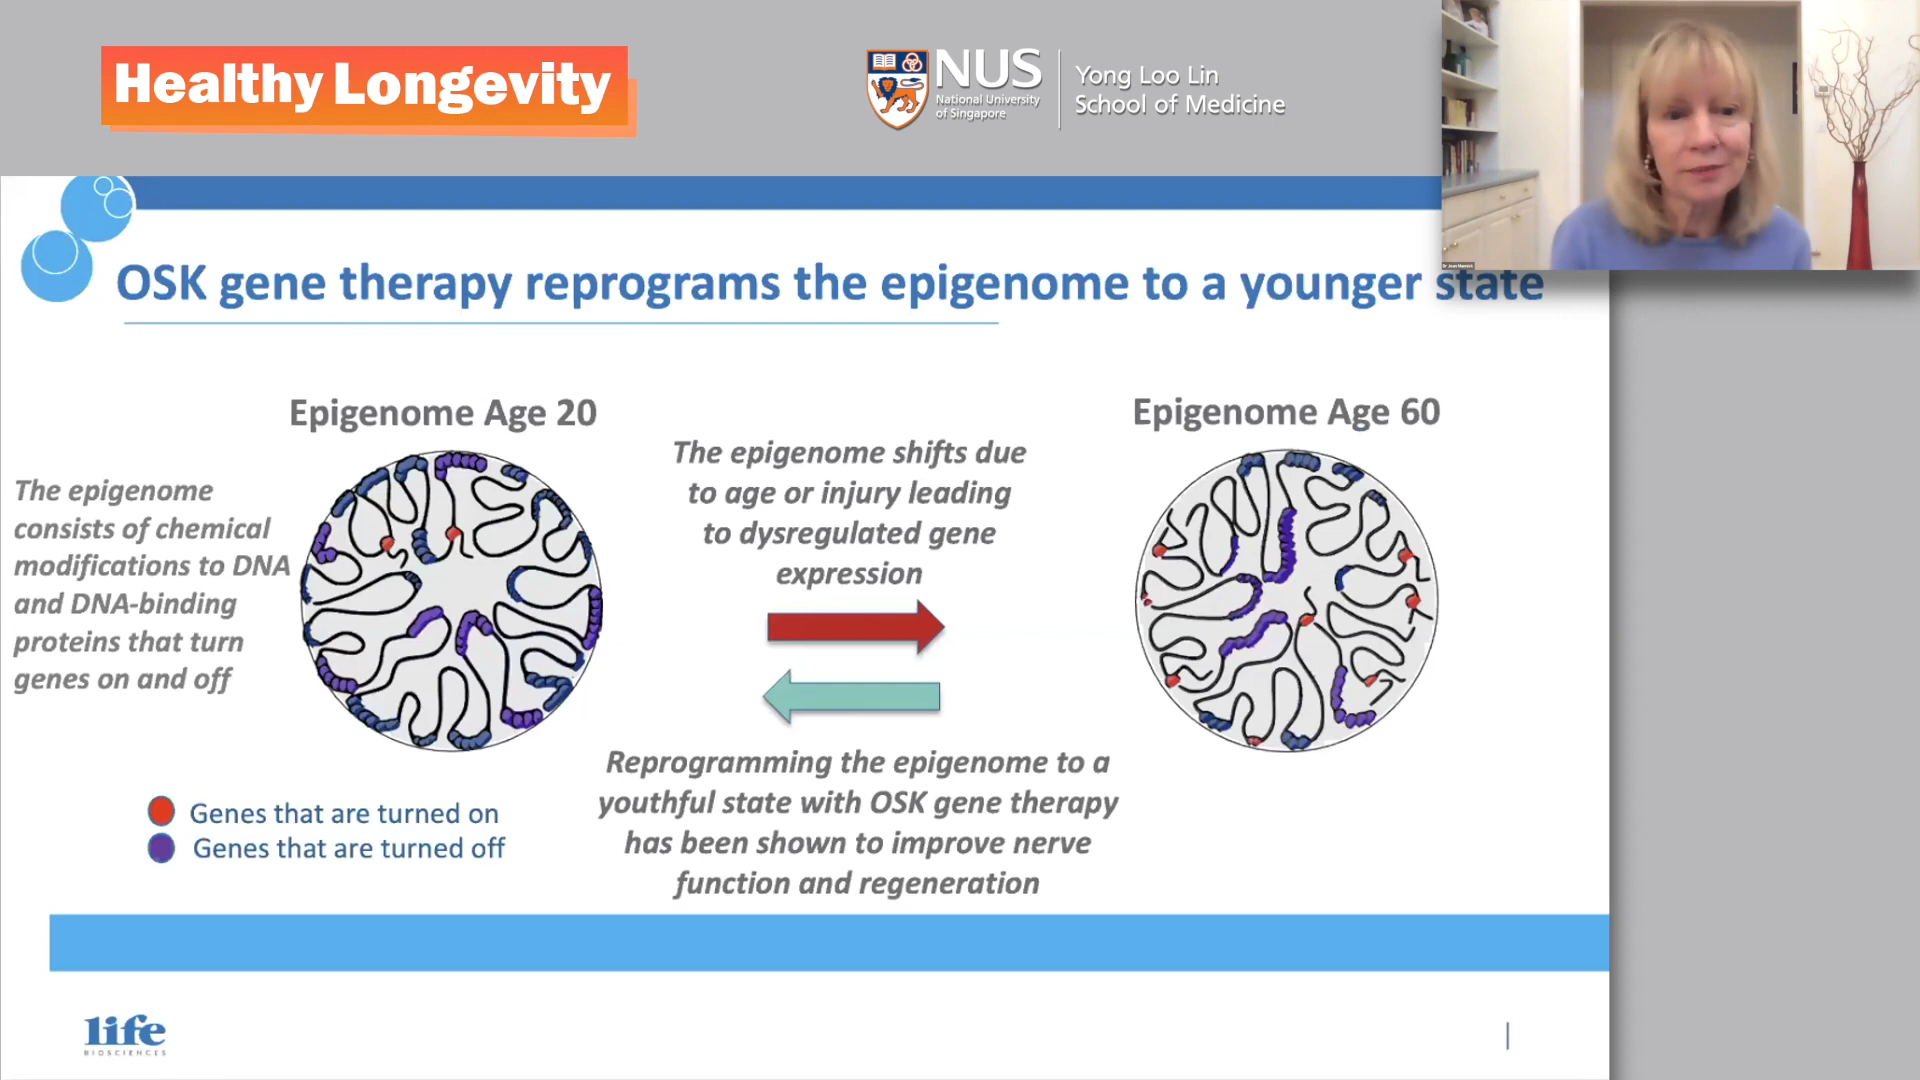 Healthy Longevity
NUS
National University
of Singapore
Yong Loo Lin
School of Medicine
Dr Joan Mannick
OSK gene therapy reprograms the epigenome to a younger state
Epigenome Age 20
Epigenome Age 60
The epigenome
consists of chemical
modifications to DNA
and DNA-binding
proteins that turn
genes on and off
The epigenome shifts due
to age or injury leading
to dysregulated gene
expression
Reprogramming the epigenome to a
youthful state with OSK gene therapy
has been shown to improve nerve
function and regeneration
Genes that are turned on
Genes that are turned off
life
BIOSCIENCES